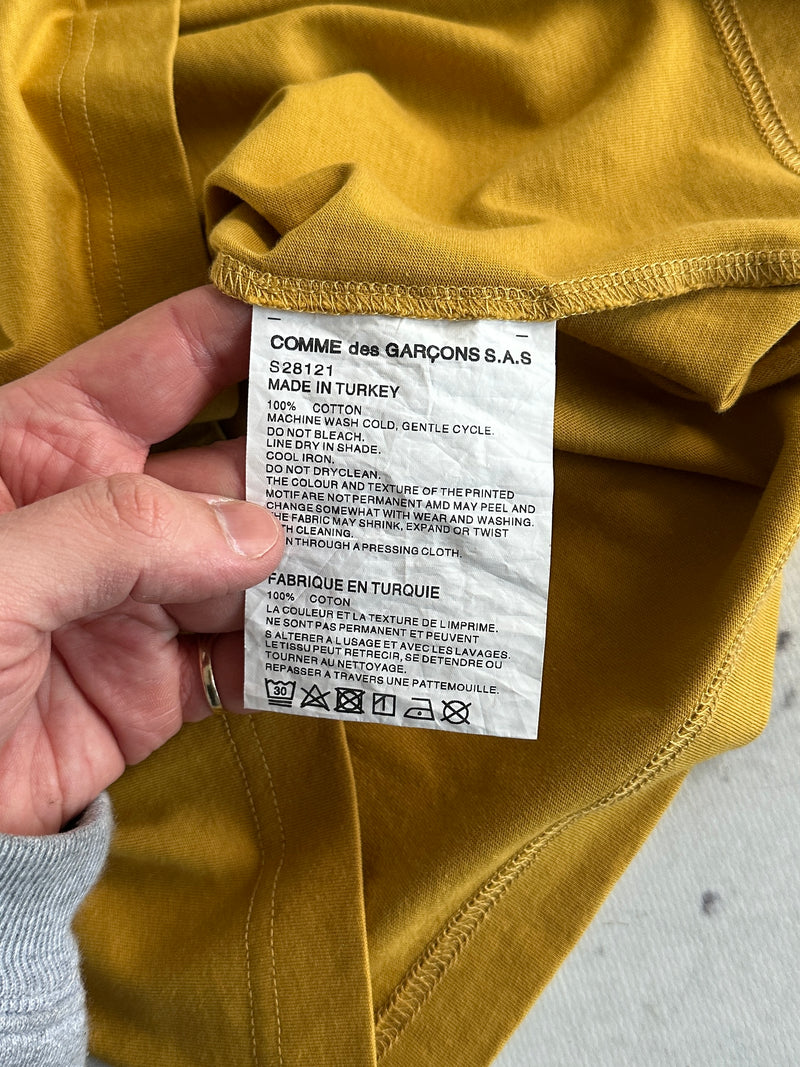 COMME des GARÇONS S.A.S
S28121
MADE IN TURKEY
100% COTTON
MACHINE WASH COLD, GENTLE CYCLE.
DO NOT BLEACH.
LINE DRY IN SHADE.
COOL IRON.
DO NOT DRYCLEAN.
THE COLOUR AND TEXTURE OF THE PRINTED
MOTIF ARE NOT PERMANENT AMD MAY PEEL AND
CHANGE SOMEWHAT WITH WEAR AND WASHING.
THE FABRIC MAY SHRINK, EXPAND OR TWIST
CLEANING.
THROUGH A PRESSING CLOTH.
FABRIQUE EN TURQUIE
100% COTON
LA COULEUR ET LA TEXTURE DE LIMPRIME.
NE SONT PAS PERMANENT ET PEUVENT
S ALTERER A LUSAGE ET AVEC LES LAVAGES.
LE TISSU PEUT RETRECIR, SE DETENDRE OU
TOURNER AU NETTOYAGE.
REPASSER A TRAVERS UNE PATTEMOUILLE.
30